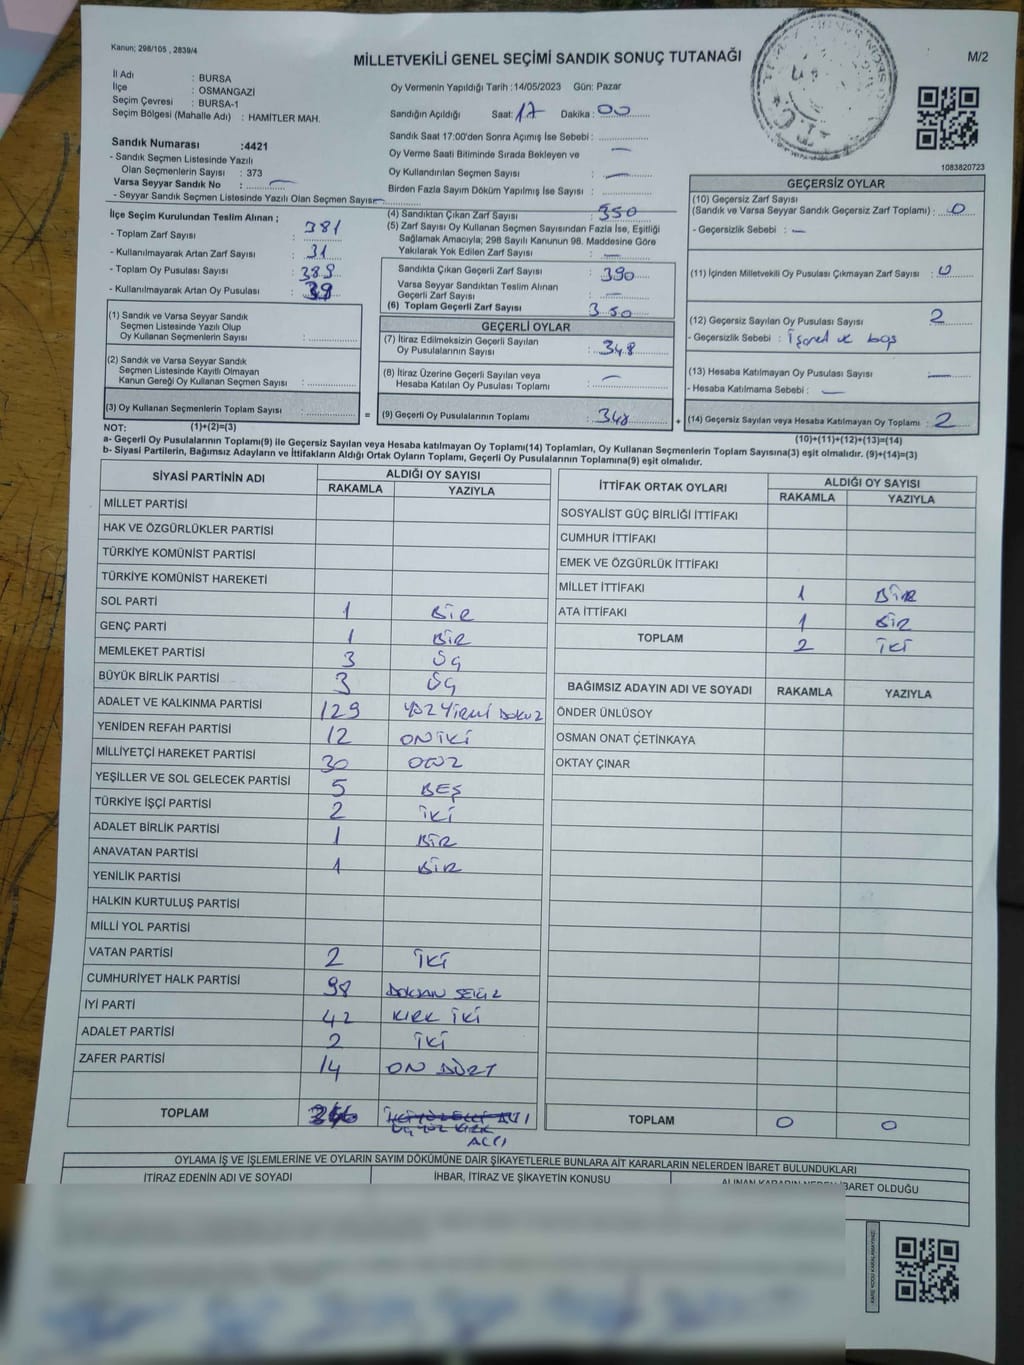 Kanun; 298/105 , 2839/4
MİLLETVEKİLİ GENEL SEÇİMİ SANDIK SONUÇ TUTANAĞI
M/2
İl Adı : BURSA
İlçe : OSMANGAZİ
Seçim Çevresi : BURSA-1
Seçim Bölgesi (Mahalle Adı) : HAMİTLER MAH.
Oy Vermenin Yapıldığı Tarih :14/05/2023 Gün: Pazar
Sandığın Açıldığı Saat: 17 Dakika: 00
Sandık Saat 17:00'den Sonra Açımış İse Sebebi :
Oy Verme Saati Bitiminde Sırada Bekleyen ve
Oy Kullandırılan Seçmen Sayısı : —
Birden Fazla Sayım Döküm Yapılmış İse Sayısı :
Sandık Numarası :4421
- Sandık Seçmen Listesinde Yazılı
Olan Seçmenlerin Sayısı : 373
Varsa Seyyar Sandık No : —
- Seyyar Sandık Seçmen Listesinde Yazılı Olan Seçmen Sayısı
1083820723
İlçe Seçim Kurulundan Teslim Alınan ;
- Toplam Zarf Sayısı : 381
- Kullanılmayarak Artan Zarf Sayısı : 31
- Toplam Oy Pusulası Sayısı : 389
- Kullanılmayarak Artan Oy Pusulası : 39
(1) Sandık ve Varsa Seyyar Sandık
Seçmen Listesinde Yazılı Olup
Oy Kullanan Seçmenlerin Sayısı :
(2) Sandık ve Varsa Seyyar Sandık
Seçmen Listesinde Kayıtlı Olmayan
Kanun Gereği Oy Kullanan Seçmen Sayısı :
(3) Oy Kullanan Seçmenlerin Toplam Sayısı :
(4) Sandıktan Çıkan Zarf Sayısı : 350
(5) Zarf Sayısı Oy Kullanan Seçmen Sayısından Fazla İse, Eşitliği
Sağlamak Amacıyla; 298 Sayılı Kanunun 98. Maddesine Göre
Yakılarak Yok Edilen Zarf Sayısı : —
Sandıkta Çıkan Geçerli Zarf Sayısı : 390
Varsa Seyyar Sandıktan Teslim Alınan
Geçerli Zarf Sayısı : —
(6) Toplam Geçerli Zarf Sayısı : 350
GEÇERLİ OYLAR
(7) İtiraz Edilmeksizin Geçerli Sayılan
Oy Pusulalarının Sayısı : 348
(8) İtiraz Üzerine Geçerli Sayılan veya
Hesaba Katılan Oy Pusulası Toplamı : —
= (9) Geçerli Oy Pusulalarının Toplamı : 348
GEÇERSİZ OYLAR
(10) Geçersiz Zarf Sayısı
(Sandık ve Varsa Seyyar Sandık Geçersiz Zarf Toplamı) : 0
- Geçersizlik Sebebi : —
(11) İçinden Milletvekili Oy Pusulası Çıkmayan Zarf Sayısı : 0
(12) Geçersiz Sayılan Oy Pusulası Sayısı : 2
- Geçersizlik Sebebi : ve boş
(13) Hesaba Katılmayan Oy Pusulası Sayısı : —
- Hesaba Katılmama Sebebi : —
+ (14) Geçersiz Sayılan veya Hesaba Katılmayan Oy Toplamı : 2
NOT: (1)+(2)=(3)
(10)+(11)+(12)+(13)=(14)
a- Geçerli Oy Pusulalarının Toplamı(9) ile Geçersiz Sayılan veya Hesaba katılmayan Oy Toplamı(14) Toplamları, Oy Kullanan Seçmenlerin Toplam Sayısına(3) eşit olmalıdır. (9)+(14)=(3)
b- Siyasi Partilerin, Bağımsız Adayların ve İttifakların Aldığı Ortak Oyların Toplamı, Geçerli Oy Pusulalarının Toplamına(9) eşit olmalıdır.
SİYASİ PARTİNİN ADI ALDIĞI OY SAYISI
RAKAMLA YAZIYLA
MİLLET PARTİSİ
HAK VE ÖZGÜRLÜKLER PARTİSİ
TÜRKİYE KOMÜNİST PARTİSİ
TÜRKİYE KOMÜNİST HAREKETİ
SOL PARTİ 1 BİR
GENÇ PARTİ 1 BİR
MEMLEKET PARTİSİ 3 ÜÇ
BÜYÜK BİRLİK PARTİSİ 3 ÜÇ
ADALET VE KALKINMA PARTİSİ 129 YÜZ YİRMİ DOKUZ
YENİDEN REFAH PARTİSİ 12 ONİKİ
MİLLİYETÇİ HAREKET PARTİSİ 30 OTUZ
YEŞİLLER VE SOL GELECEK PARTİSİ 5 BEŞ
TÜRKİYE İŞÇİ PARTİSİ 2 İKİ
ADALET BİRLİK PARTİSİ 1 BİR
ANAVATAN PARTİSİ 1 BİR
YENİLİK PARTİSİ
HALKIN KURTULUŞ PARTİSİ
MİLLİ YOL PARTİSİ
VATAN PARTİSİ 2 İKİ
CUMHURİYET HALK PARTİSİ 98 DOKSAN SEKİZ
İYİ PARTİ 42 KIRK İKİ
ADALET PARTİSİ 2 İKİ
ZAFER PARTİSİ 14 ON DÖRT
TOPLAM 346 ÜÇ YÜZ KIRK
ALTI
İTTİFAK ORTAK OYLARI ALDIĞI OY SAYISI
RAKAMLA YAZIYLA
SOSYALİST GÜÇ BİRLİĞİ İTTİFAKI
CUMHUR İTTİFAKI
EMEK VE ÖZGÜRLÜK İTTİFAKI
MİLLET İTTİFAKI 1 BİR
ATA İTTİFAKI 1 BİR
TOPLAM 2 İKİ
BAĞIMSIZ ADAYIN ADI VE SOYADI RAKAMLA YAZIYLA
ÖNDER ÜNLÜSOY
OSMAN ONAT ÇETİNKAYA
OKTAY ÇINAR
TOPLAM 0 0
OYLAMA İŞ VE İŞLEMLERİNE VE OYLARIN SAYIM DÖKÜMÜNE DAİR ŞİKAYETLERLE BUNLARA AİT KARARLARIN NELERDEN İBARET BULUNDUKLARI
İTİRAZ EDENİN ADI VE SOYADI İHBAR, İTİRAZ VE ŞİKAYETİN KONUSU ALINAN KARARIN NEDEN İBARET OLDUĞU